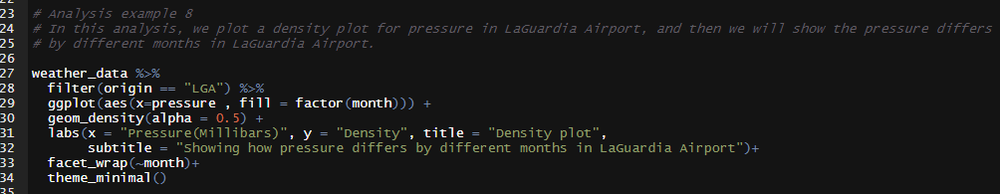 23 # Analysis example 8
24 # In this analysis, we plot a density plot for pressure in LaGuardia Airport, and then we will show the pressure differs
25 # by different months in LaGuardia Airport.
26
27 weather_data %>%
28   filter(origin == "LGA") %>%
29   ggplot(aes(x=pressure , fill = factor(month))) +
30   geom_density(alpha = 0.5) +
31   labs(x = "Pressure(Millibars)", y = "Density", title = "Density plot",
32        subtitle = "Showing how pressure differs by different months in LaGuardia Airport")+
33   facet_wrap(~month)+
34   theme_minimal()
35